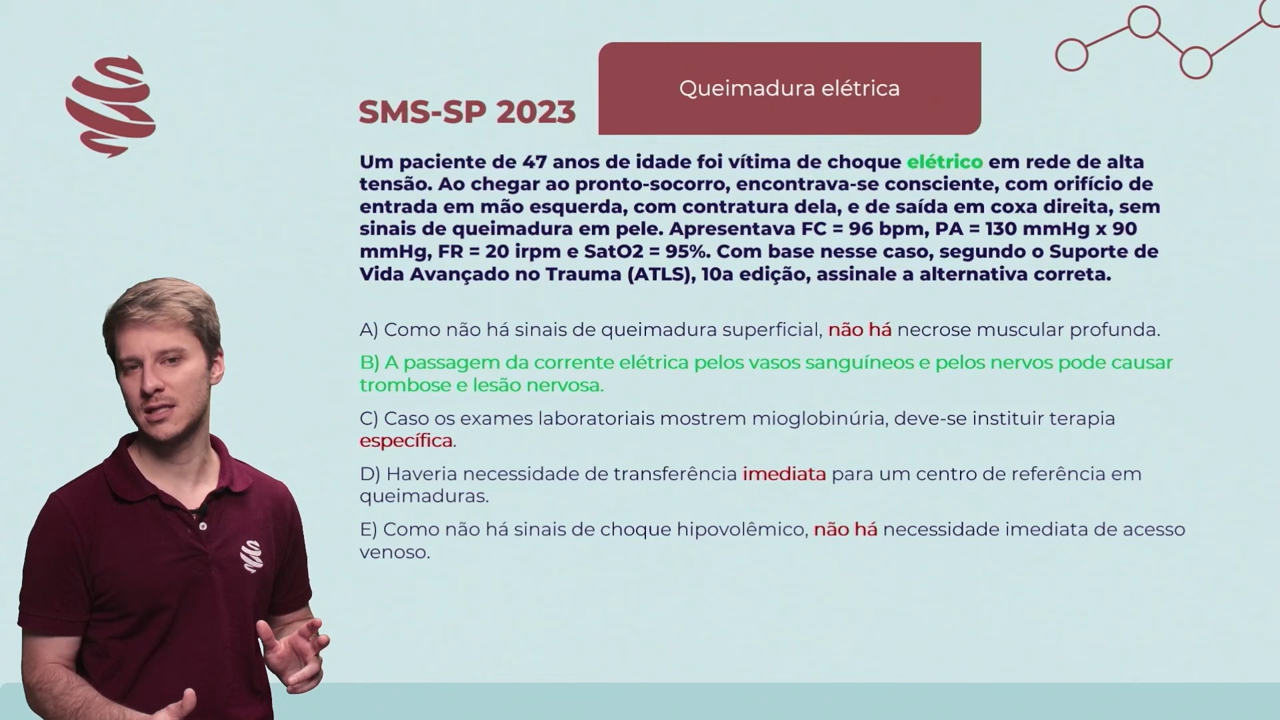 Queimadura elétrica
SMS-SP 2023
Um paciente de 47 anos de idade foi vítima de choque elétrico em rede de alta
tensão. Ao chegar ao pronto-socorro, encontrava-se consciente, com orifício de
entrada em mão esquerda, com contratura dela, e de saída em coxa direita, sem
sinais de queimadura em pele. Apresentava FC = 96 bpm, PA = 130 mmHg x 90
mmHg, FR = 20 irpm e SatO2 = 95%. Com base nesse caso, segundo o Suporte de
Vida Avançado no Trauma (ATLS), 10a edição, assinale a alternativa correta.
A) Como não há sinais de queimadura superficial, não há necrose muscular profunda.
B) A passagem da corrente elétrica pelos vasos sanguíneos e pelos nervos pode causar
trombose e lesão nervosa.
C) Caso os exames laboratoriais mostrem mioglobinúria, deve-se instituir terapia
específica.
D) Haveria necessidade de transferência imediata para um centro de referência em
queimaduras.
E) Como não há sinais de choque hipovolêmico, não há necessidade imediata de acesso
venoso.